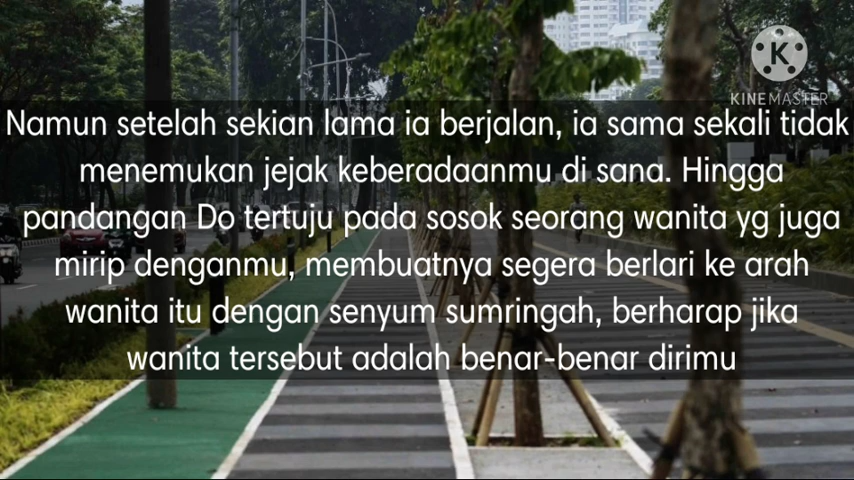 KINEMASTER
Namun setelah sekian lama ia berjalan, ia sama sekali tidak
menemukan jejak keberadaanmu di sana. Hingga
pandangan Do tertuju pada sosok seorang wanita yg juga
mirip denganmu, membuatnya segera berlari ke arah
wanita itu dengan senyum sumringah, berharap jika
wanita tersebut adalah benar-benar dirimu